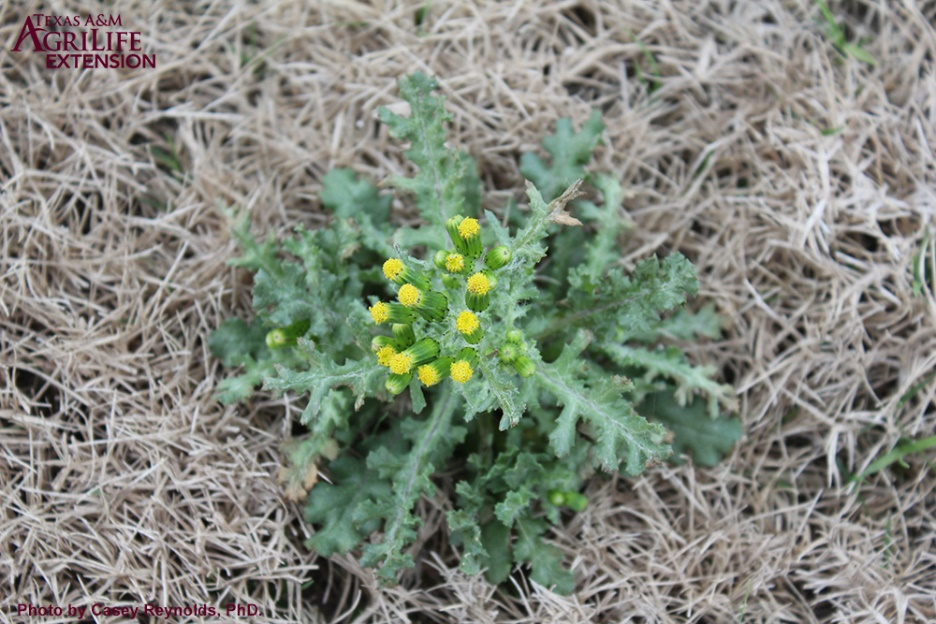 TEXAS A&M
AGRILIFE
EXTENSION
Photo by Casey Reynolds, PhD.